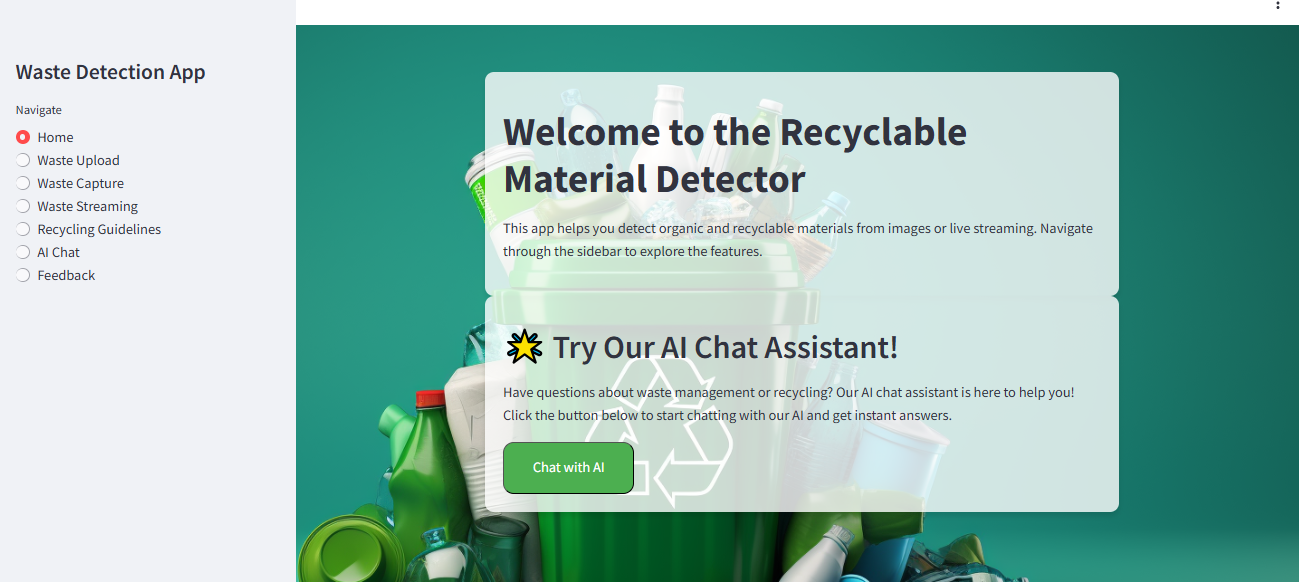 Waste Detection App
Navigate
Home
Waste Upload
Waste Capture
Waste Streaming
Recycling Guidelines
AI Chat
Feedback
Welcome to the Recyclable
Material Detector
This app helps you detect organic and recyclable materials from images or live streaming. Navigate
through the sidebar to explore the features.
Try Our AI Chat Assistant!
Have questions about waste management or recycling? Our AI chat assistant is here to help you!
Click the button below to start chatting with our AI and get instant answers.
Chat with AI